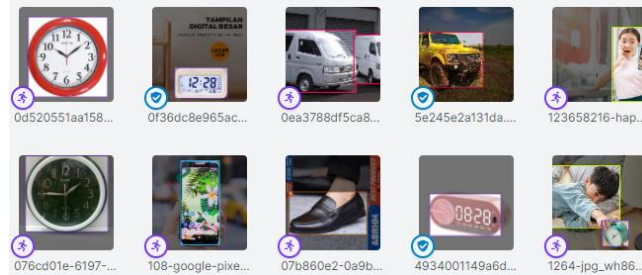 TAMPILAN
DIGITAL BESAR
12:28
0d520551aa158...
0f36dc8e965ac...
0ea3788df5ca8...
5e245e2a131da....
123658216-hap...
08:28
076cd01e-6197-...
108-google-pixe...
07b860e2-0a9b...
4934001149a6d...
1264-jpg_wh86...